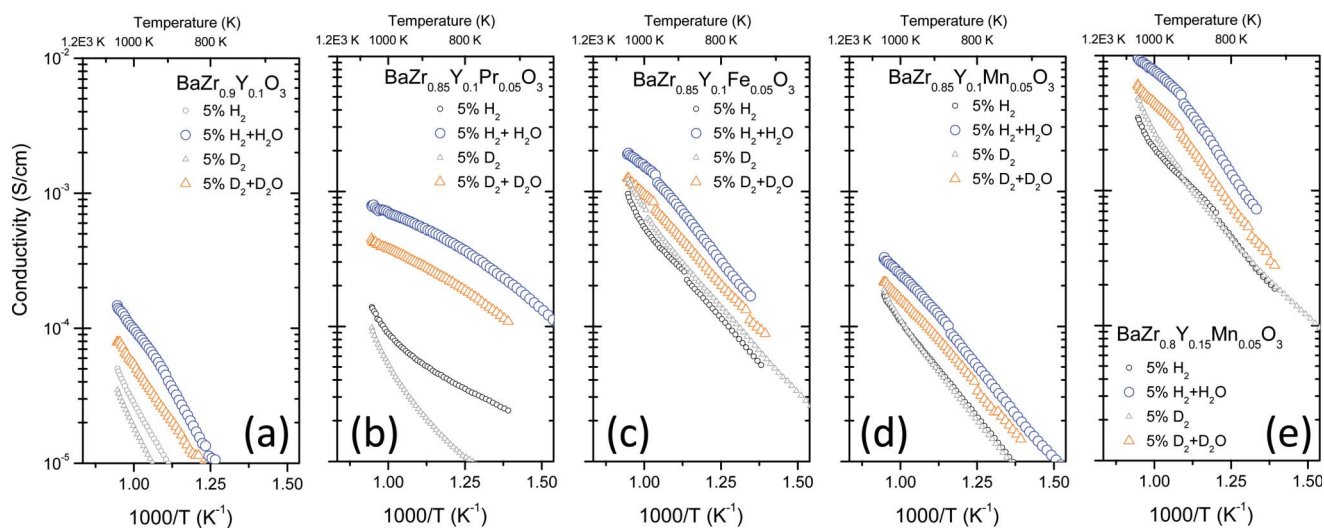 Temperature (K)
1.2E3 K 1000 K 800 K
10⁻²
10⁻³
10⁻⁴
10⁻⁵
Conductivity (S/cm)
BaZr₀.₉Y₀.₁O₃
5% H₂
5% H₂+H₂O
5% D₂
5% D₂+D₂O
(a)
1.00 1.25 1.50
1000/T (K⁻¹)
Temperature (K)
1.2E3 K 1000 K 800 K
BaZr₀.₈₅Y₀.₁Pr₀.₀₅O₃
5% H₂
5% H₂+ H₂O
5% D₂
5% D₂+ D₂O
(b)
1.00 1.25 1.50
1000/T (K⁻¹)
Temperature (K)
1.2E3 K 1000 K 800 K
BaZr₀.₈₅Y₀.₁Fe₀.₀₅O₃
5% H₂
5% H₂+H₂O
5% D₂
5% D₂+D₂O
(c)
1.00 1.25 1.50
1000/T (K⁻¹)
Temperature (K)
1.2E3 K 1000 K 800 K
BaZr₀.₈₅Y₀.₁Mn₀.₀₅O₃
5% H₂
5% H₂+H₂O
5% D₂
5% D₂+D₂O
(d)
1.00 1.25 1.50
1000/T (K⁻¹)
Temperature (K)
1.2E3 K 1000 K 800 K
BaZr₀.₈Y₀.₁₅Mn₀.₀₅O₃
5% H₂
5% H₂+H₂O
5% D₂
5% D₂+D₂O
(e)
1.00 1.25 1.50
1000/T (K⁻¹)